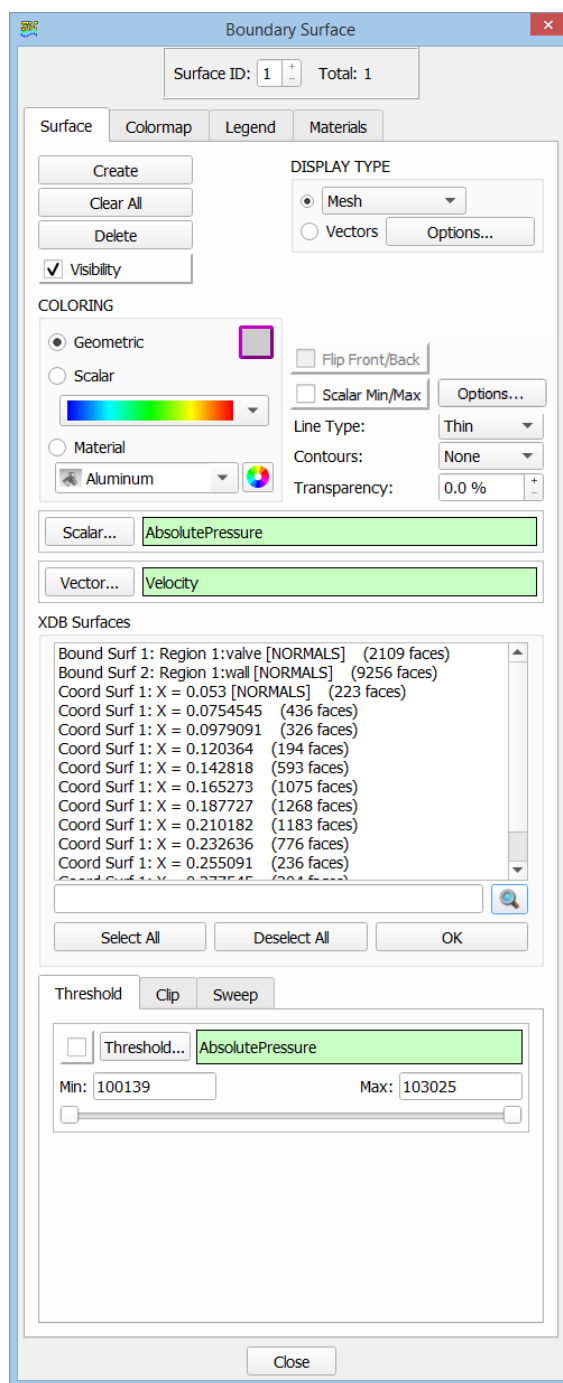 Boundary Surface
Surface ID: 1 Total: 1
Surface Colormap Legend Materials
Create
Clear All
Delete
Visibility
DISPLAY TYPE
Mesh
Vectors Options...
COLORING
Geometric
Scalar
Material
Aluminum
Flip Front/Back
Scalar Min/Max Options...
Line Type: Thin
Contours: None
Transparency: 0.0 %
Scalar... AbsolutePressure
Vector... Velocity
XDB Surfaces
Bound Surf 1: Region 1:valve [NORMALS] (2109 faces)
Bound Surf 2: Region 1:wall [NORMALS] (9256 faces)
Coord Surf 1: X = 0.053 [NORMALS] (223 faces)
Coord Surf 1: X = 0.0754545 (436 faces)
Coord Surf 1: X = 0.0979091 (326 faces)
Coord Surf 1: X = 0.120364 (194 faces)
Coord Surf 1: X = 0.142818 (593 faces)
Coord Surf 1: X = 0.165273 (1075 faces)
Coord Surf 1: X = 0.187727 (1268 faces)
Coord Surf 1: X = 0.210182 (1183 faces)
Coord Surf 1: X = 0.232636 (776 faces)
Coord Surf 1: X = 0.255091 (236 faces)
Select All Deselect All OK
Threshold Clip Sweep
Threshold... AbsolutePressure
Min: 100139 Max: 103025
Close